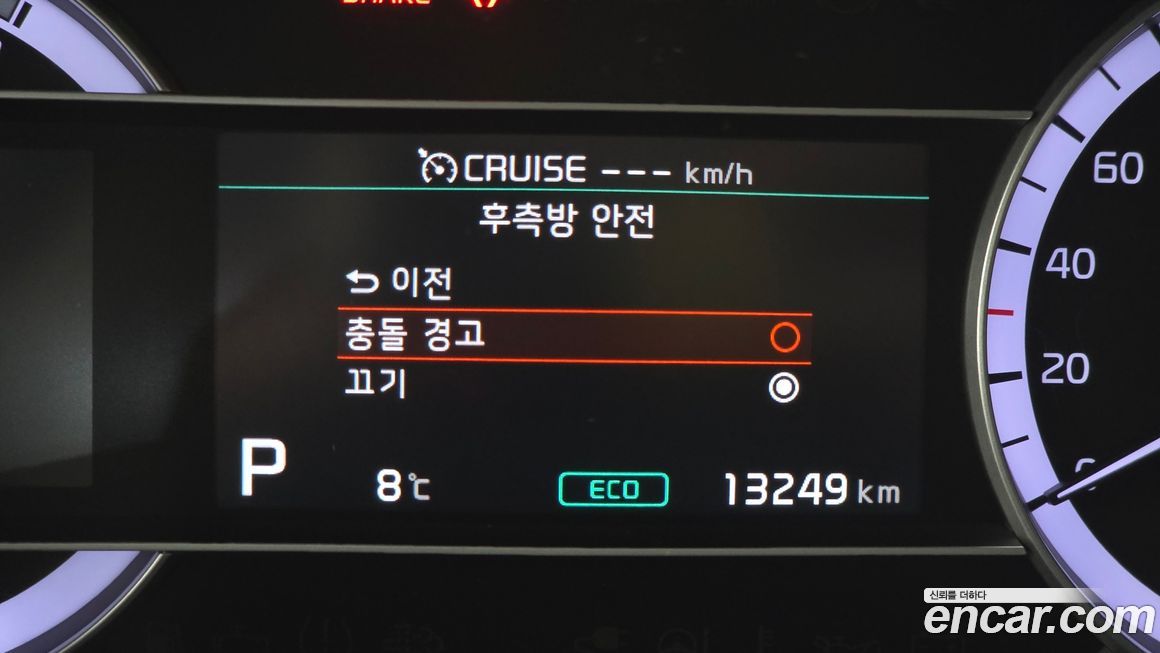 CRUISE --- km/h
후측방 안전
이전
충돌 경고
끄기
60
40
20
0
P
8℃
ECO
13249 km
신뢰를 더하다
encar.com